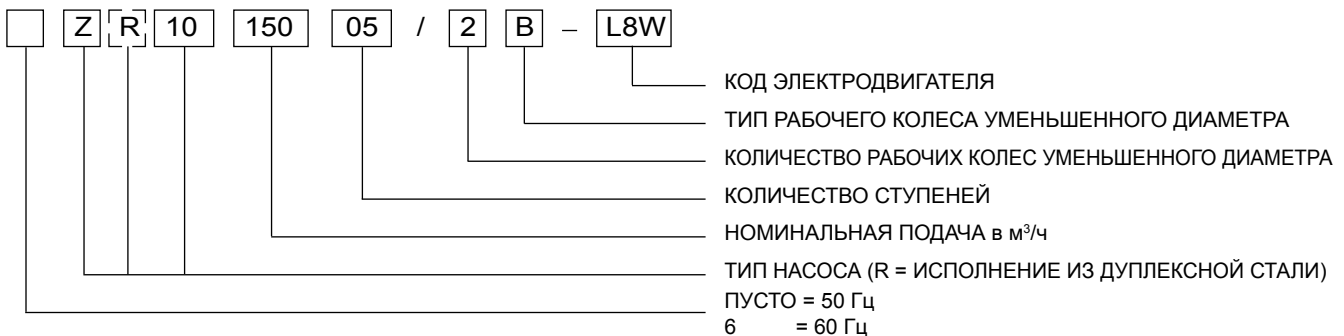 Z R 10 150 05 / 2 B – L8W
КОД ЭЛЕКТРОДВИГАТЕЛЯ
ТИП РАБОЧЕГО КОЛЕСА УМЕНЬШЕННОГО ДИАМЕТРА
КОЛИЧЕСТВО РАБОЧИХ КОЛЕС УМЕНЬШЕННОГО ДИАМЕТРА
КОЛИЧЕСТВО СТУПЕНЕЙ
НОМИНАЛЬНАЯ ПОДАЧА в м³/ч
ТИП НАСОСА (R = ИСПОЛНЕНИЕ ИЗ ДУПЛЕКСНОЙ СТАЛИ)
ПУСТО = 50 Гц
6 = 60 Гц